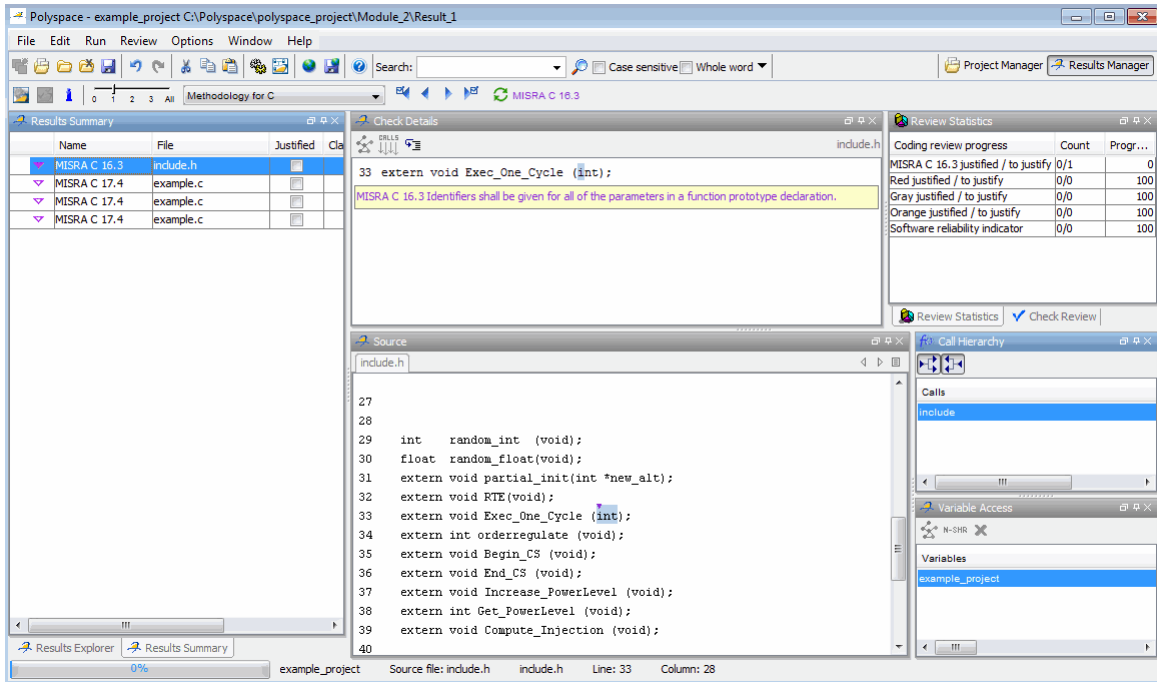 Polyspace - example_project C:\Polyspace\polyspace_project\Module_2\Result_1
File Edit Run Review Options Window Help
Search: Case sensitive Whole word Project Manager Results Manager
0 1 2 3 All Methodology for C MISRA C 16.3
Results Summary
Name File Justified Cla
MISRA C 16.3 include.h
MISRA C 17.4 example.c
MISRA C 17.4 example.c
MISRA C 17.4 example.c
Results Explorer Results Summary
Check Details
CALLS include.h
33 extern void Exec_One_Cycle (int);
MISRA C 16.3 Identifiers shall be given for all of the parameters in a function prototype declaration.
Review Statistics
Coding review progress Count Progr...
MISRA C 16.3 justified / to justify 0/1 0
Red justified / to justify 0/0 100
Gray justified / to justify 0/0 100
Orange justified / to justify 0/0 100
Software reliability indicator 0/0 100
Review Statistics Check Review
Source
include.h
27
28
29 int random_int (void);
30 float random_float(void);
31 extern void partial_init(int *new_alt);
32 extern void RTE(void);
33 extern void Exec_One_Cycle (int);
34 extern int orderregulate (void);
35 extern void Begin_CS (void);
36 extern void End_CS (void);
37 extern void Increase_PowerLevel (void);
38 extern int Get_PowerLevel (void);
39 extern void Compute_Injection (void);
40
f() Call Hierarchy
Calls
include
Variable Access
N-SHR
Variables
example_project
0% example_project Source file: include.h include.h Line: 33 Column: 28